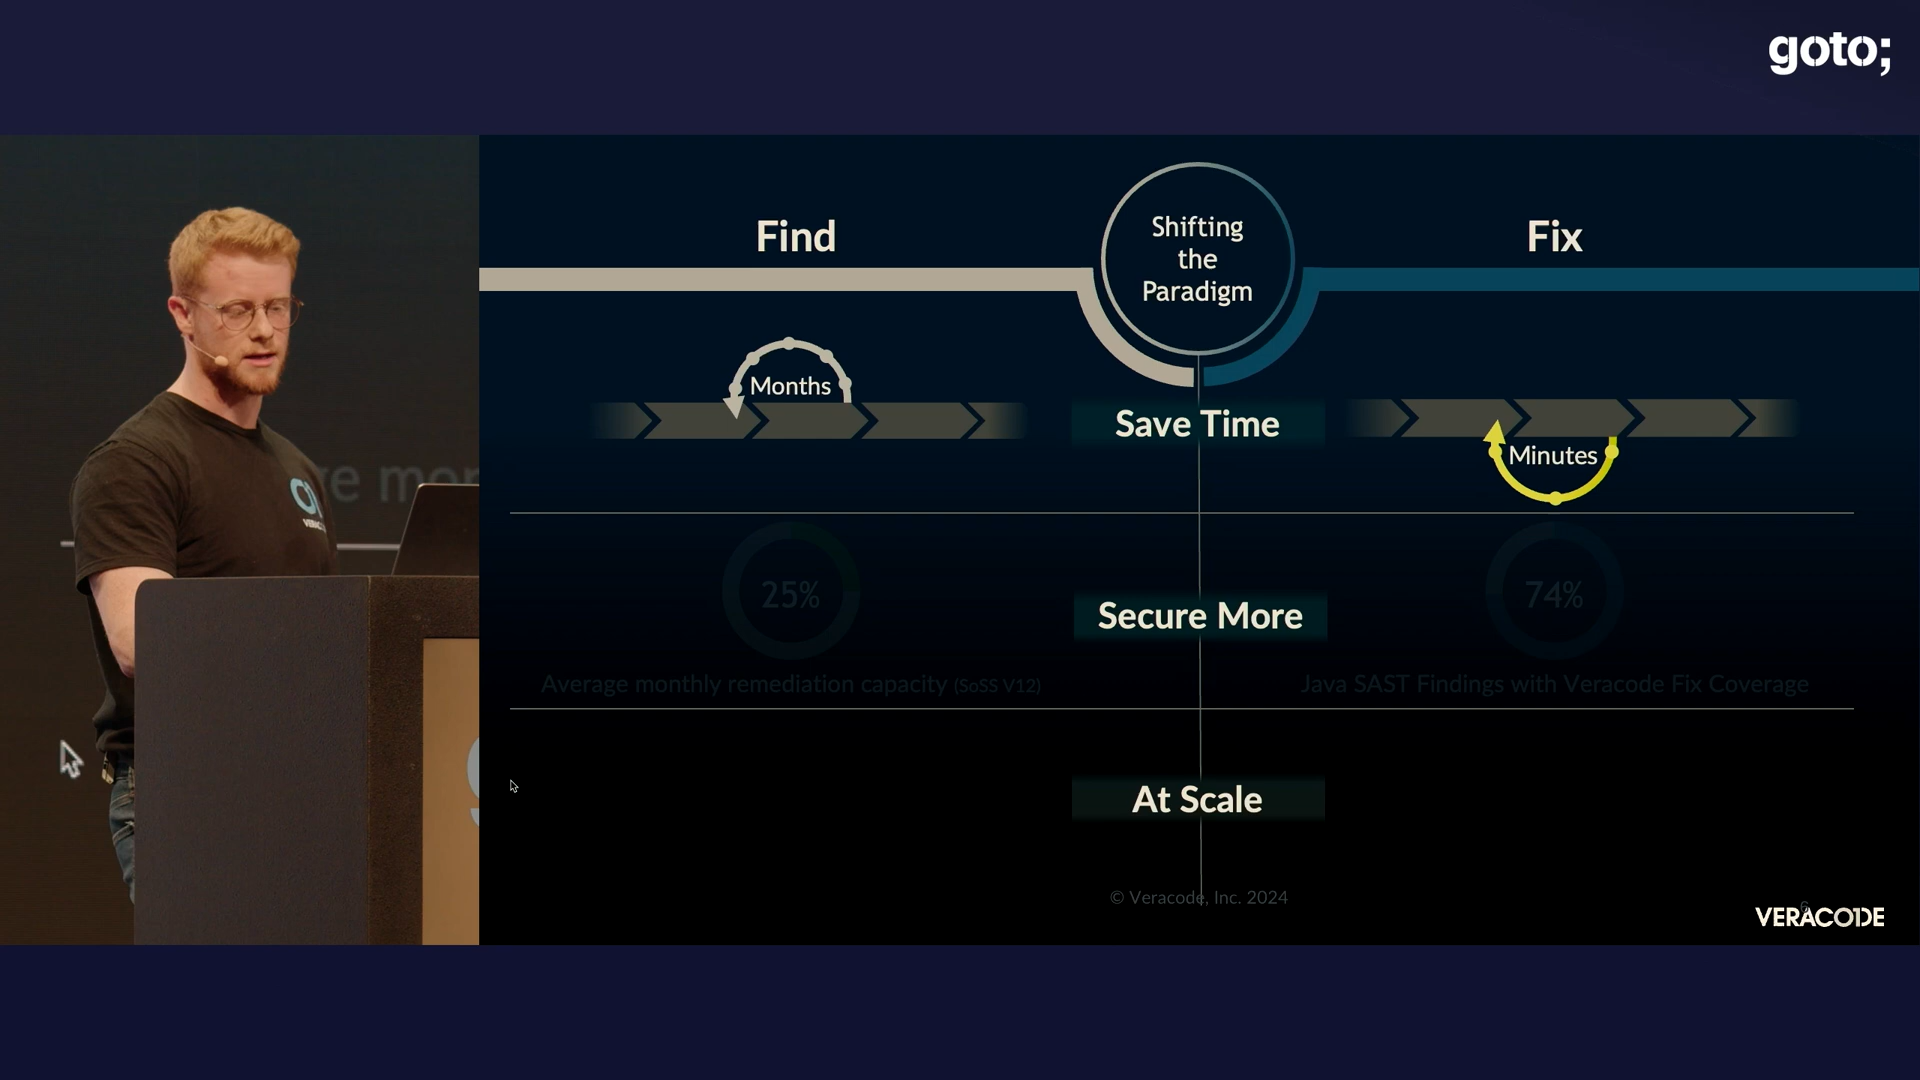 goto;
Find
Shifting
the
Paradigm
Fix
Months
Save Time
Minutes
25%
Secure More
74%
Average monthly remediation capacity (SoSS V12)
Java SAST Findings with Veracode Fix Coverage
At Scale
© Veracode, Inc. 2024
6
VERACODE